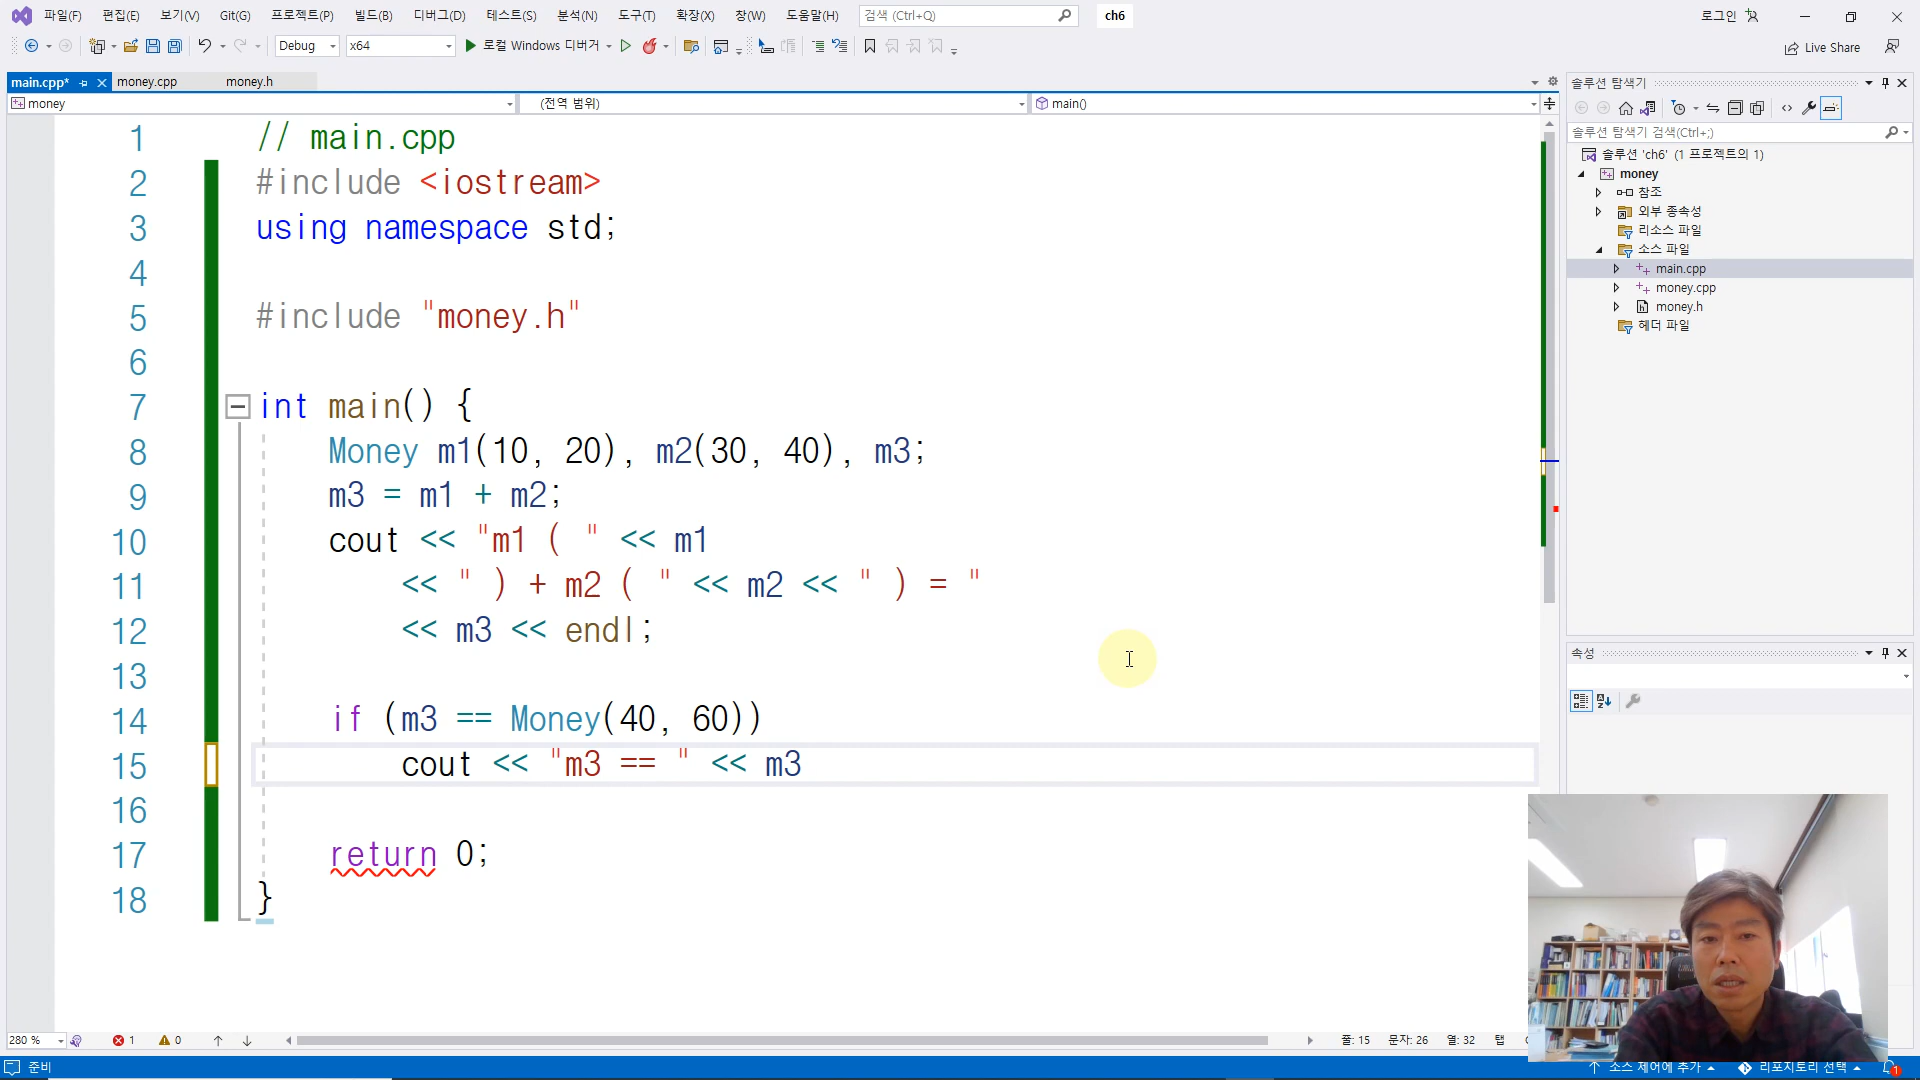 파일(F) 편집(E) 보기(V) Git(G) 프로젝트(P) 빌드(B) 디버그(D) 테스트(S) 분석(N) 도구(T) 확장(X) 창(W) 도움말(H) 검색 (Ctrl+Q) ch6 로그인
Debug x64 로컬 Windows 디버거 Live Share
main.cpp* money.cpp money.h
money (전역 범위) main()
1 // main.cpp
2 #include <iostream>
3 using namespace std;
4
5 #include "money.h"
6
7 int main() {
8 Money m1(10, 20), m2(30, 40), m3;
9 m3 = m1 + m2;
10 cout << "m1 ( " << m1
11 << " ) + m2 ( " << m2 << " ) = "
12 << m3 << endl;
13
14 if (m3 == Money(40, 60))
15 cout << "m3 == " << m3
16
17 return 0;
18 }
솔루션 탐색기
솔루션 탐색기 검색(Ctrl+;)
솔루션 'ch6' (1 프로젝트의 1)
money
참조
외부 종속성
리소스 파일
소스 파일
main.cpp
money.cpp
money.h
헤더 파일
속성
280 % 1 0 줄: 15 문자: 26 열: 32 탭
준비 소스 제어에 추가 리포지토리 선택 1